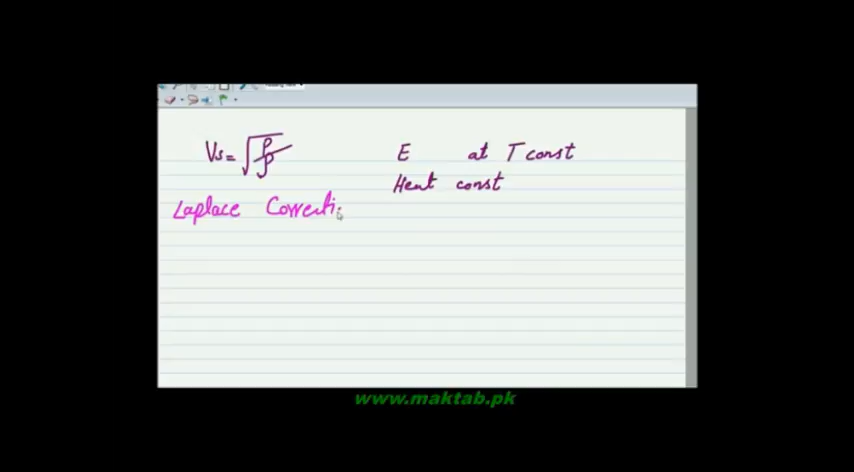 Vs = √P/ρ
E at T const
Heat const
Laplace Correcti
www.maktab.pk